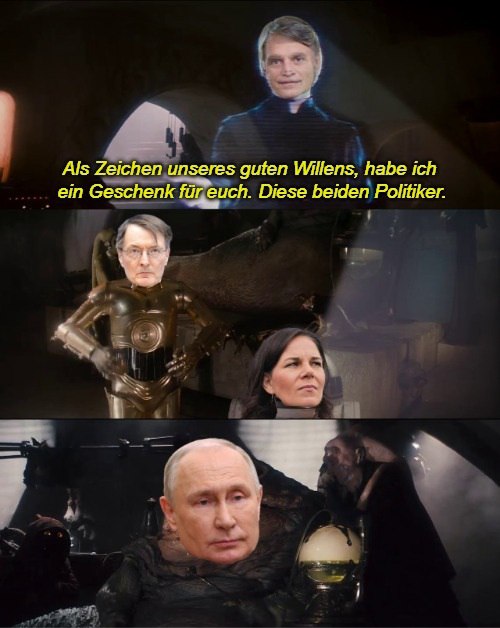 Als Zeichen unseres guten Willens, habe ich
ein Geschenk für euch. Diese beiden Politiker.